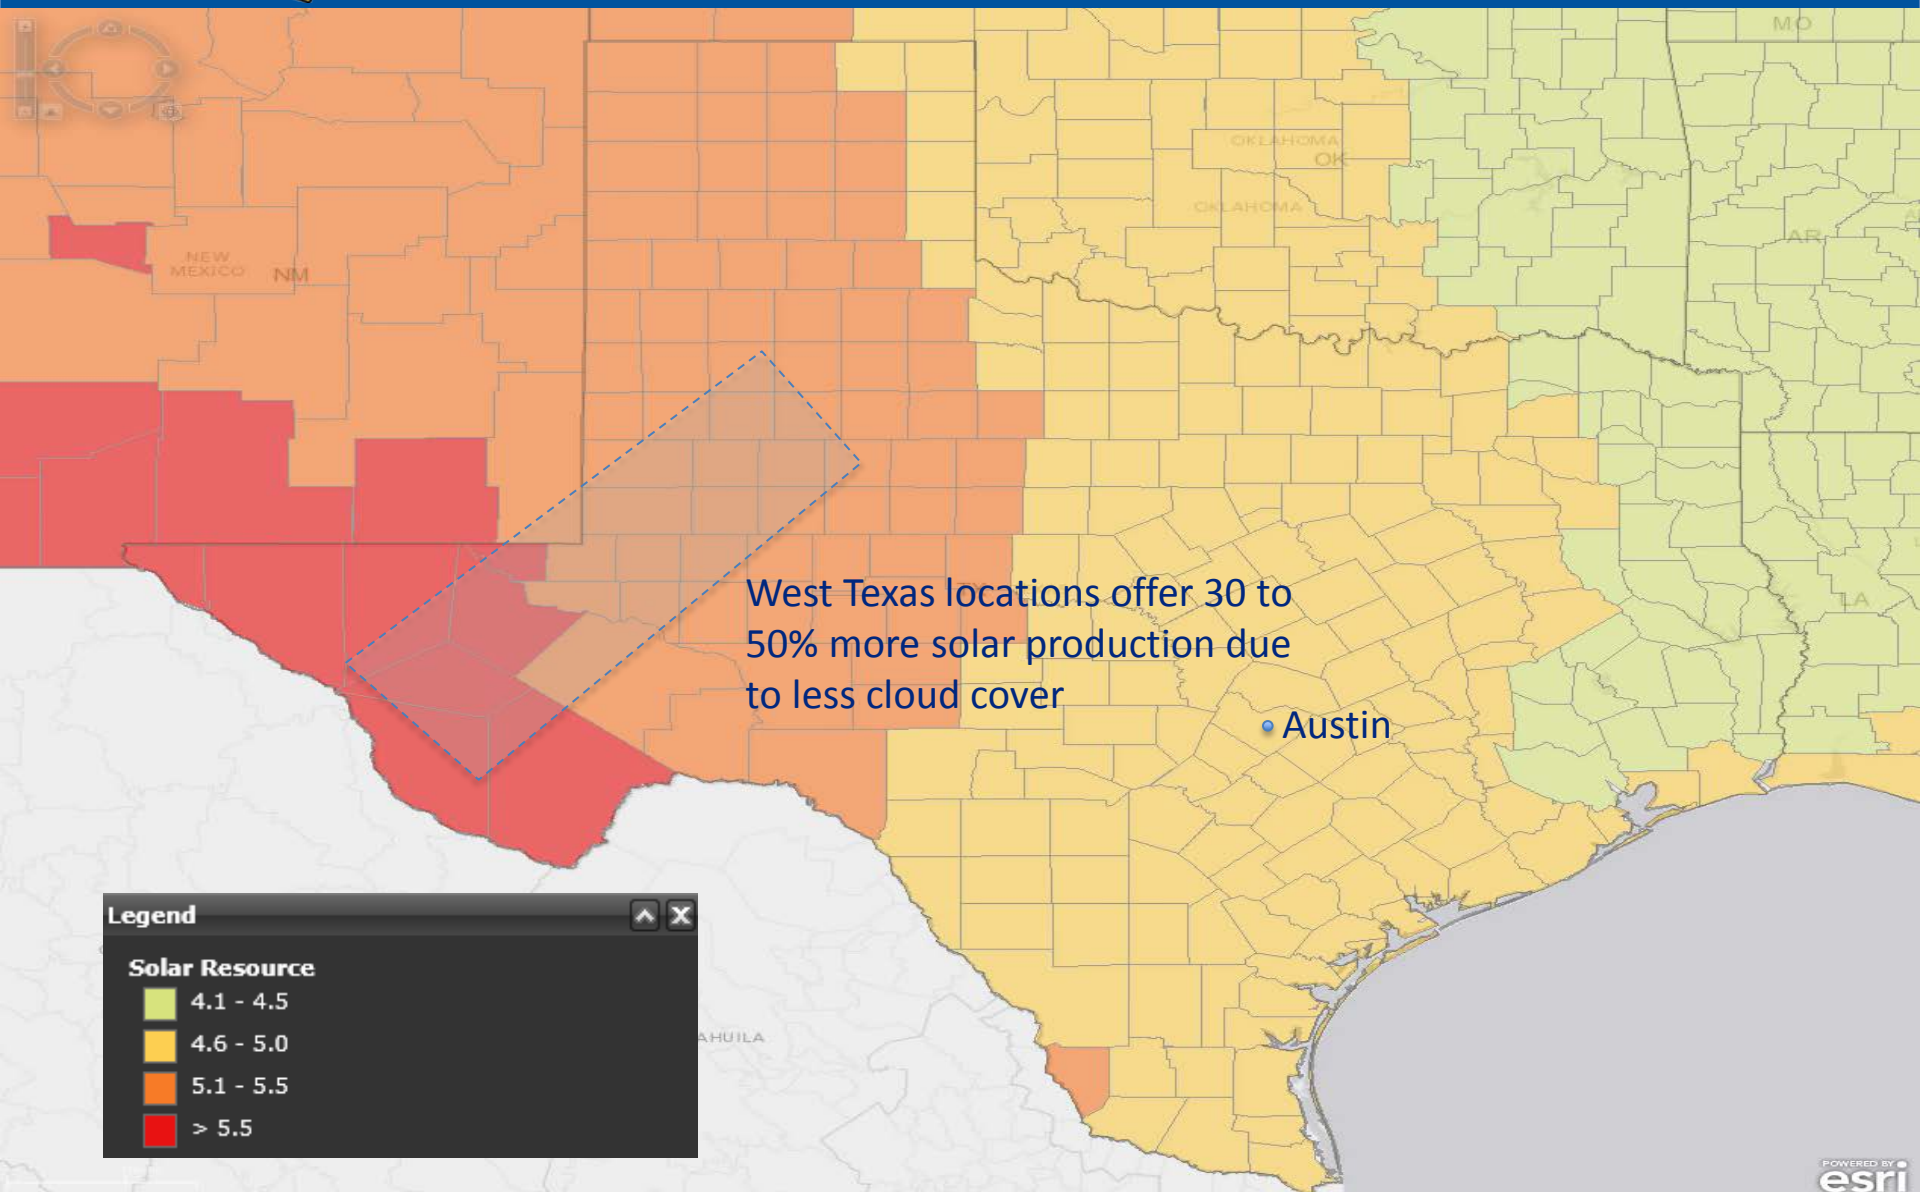 MO
OKLAHOMA
OK
OKLAHOMA
AR
NEW
MEXICO
NM
TX
West Texas locations offer 30 to
50% more solar production due
to less cloud cover
LA
Austin
Legend
Solar Resource
4.1 - 4.5
4.6 - 5.0
5.1 - 5.5
> 5.5
AHUILA
POWERED BY
esri